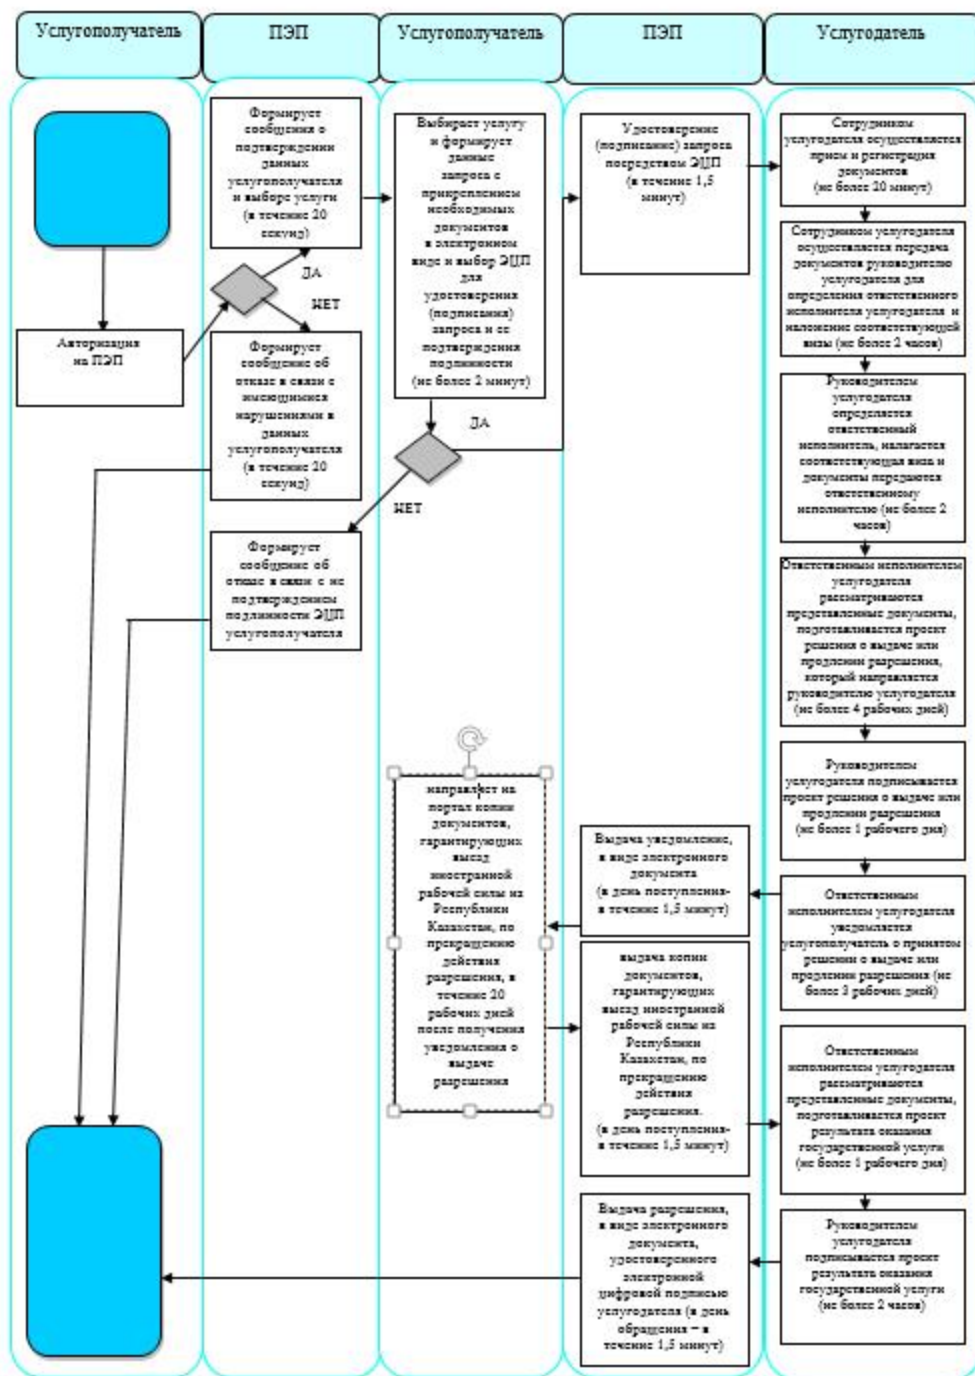 Услугополучатель
ПЭП
Услугополучатель
ПЭП
Услугодатель
Авторизация
на ПЭП
Формирует
сообщения о
подтверждении
данных
услугополучателя
и выборе услуги
(в течение 20
секунд)
ДА
НЕТ
Формирует
сообщение об
отказе в связи с
имеющимися
нарушениями в
данных
услугополучателя
(в течение 20
секунд)
Формирует
сообщение об
отказе в связи с не
подтверждением
подлинности ЭЦП
услугополучателя
Выбирает услугу
и формирует
данные
запроса с
прикреплением
необходимых
документов
в электронном
виде и выбор ЭЦП
для
удостоверения
(подписания)
запроса и ее
подтверждения
подлинности
(не более 2 минут)
ДА
НЕТ
направляет на
портал копии
документов,
гарантирующих
выезд
иностранной
рабочей силы из
Республики
Казахстан, по
прекращению
действия
разрешения, в
течение 20
рабочих дней
после получения
уведомления о
выдаче
разрешения
Удостоверение
(подписание) запроса
посредством ЭЦП
(в течение 1,5
минут)
Выдача уведомление,
в виде электронного
документа
(в день поступления-
в течение 1,5 минут)
выдача копии
документов,
гарантирующих
выезд иностранной
рабочей силы из
Республики
Казахстан, по
прекращению
действия
разрешения.
(в день поступления-
в течение 1,5 минут)
Выдача разрешения,
в виде электронного
документа,
удостоверенного
электронной
цифровой подписью
услугодателя (в день
обращения – в
течение 1,5 минут)
Сотрудником
услугодателя осуществляется
прием и регистрация
документов
(не более 20 минут)
Сотрудником услугодателя
осуществляется передача
документов руководителю
услугодателя для
определения ответственного
исполнителя услугодателя и
наложение соответствующей
визы (не более 2 часов)
Руководителем
услугодателя
определяется
ответственный
исполнитель, налагается
соответствующая виза и
документы передаются
ответственному
исполнителю (не более 2
часов)
Ответственным исполнителем
услугодателя
рассматриваются
представленные документы,
подготавливается проект
решения о выдаче или
продлении разрешения,
который направляется
руководителю услугодателя
(не более 4 рабочих дней)
Руководителем
услугодателя подписывается
проект решения о выдаче или
продлении разрешения
(не более 1 рабочего дня)
Ответственным
исполнителем услугодателя
уведомляется
услугополучатель о принятом
решении о выдаче или
продлении разрешения (не
более 3 рабочих дней)
Ответственным
исполнителем услугодателя
рассматриваются
представленные документы,
подготавливается проект
результата оказания
государственной услуги
(не более 1 рабочего дня)
Руководителем
услугодателя
подписывается проект
результата оказания
государственной услуги
(не более 2 часов)